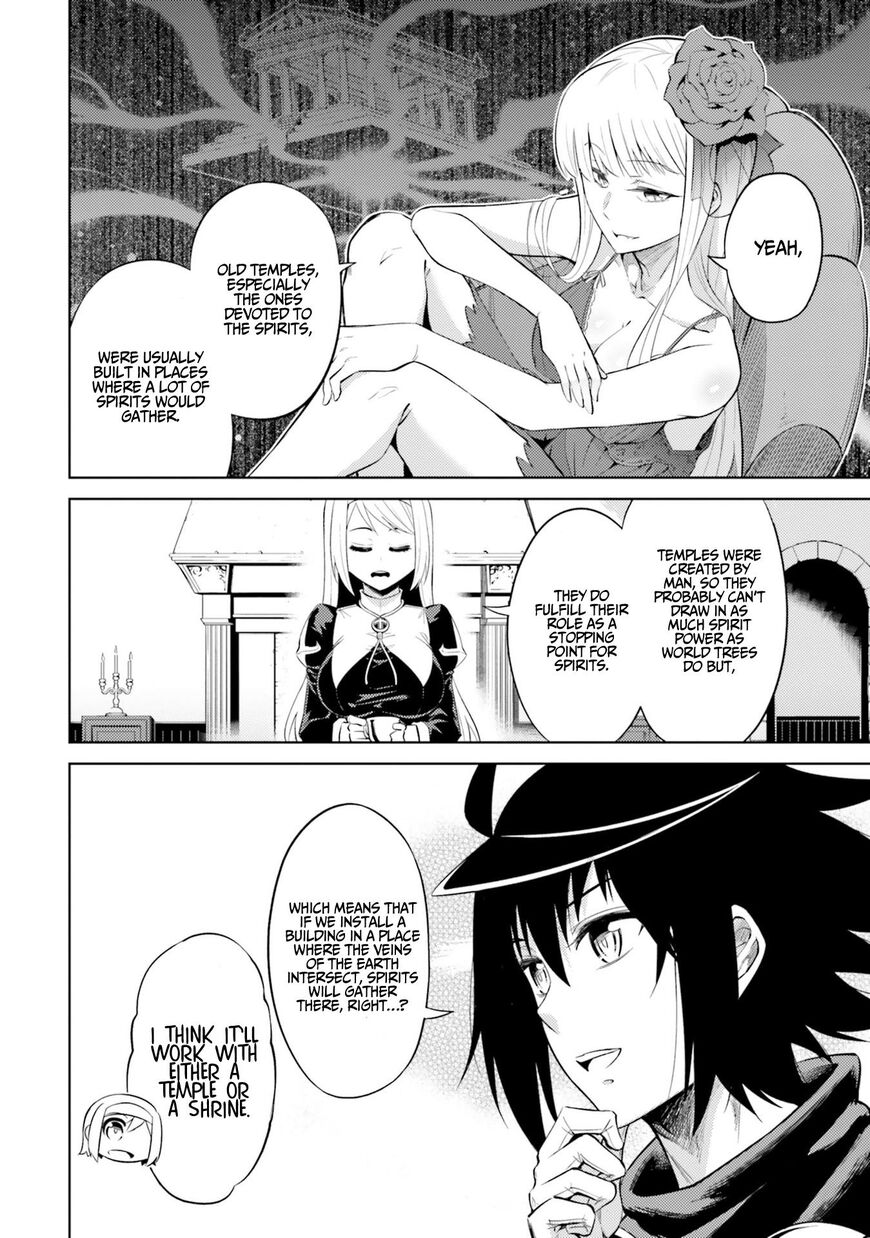 YEAH,
OLD TEMPLES,
ESPECIALLY
THE ONES
DEVOTED TO
THE SPIRITS,
WERE USUALLY
BUILT IN PLACES
WHERE A LOT OF
SPIRITS WOULD
GATHER.
TEMPLES WERE
CREATED BY
MAN, SO THEY
PROBABLY CAN'T
DRAW IN AS
MUCH SPIRIT
POWER AS
WORLD TREES
DO BUT,
THEY DO
FULFILL THEIR
ROLE AS A
STOPPING
POINT FOR
SPIRITS.
WHICH MEANS THAT
IF WE INSTALL A
BUILDING IN A PLACE
WHERE THE VEINS
OF THE EARTH
INTERSECT, SPIRITS
WILL GATHER
THERE, RIGHT...?
I THINK IT'LL
WORK WITH
EITHER A
TEMPLE OR
A SHRINE.